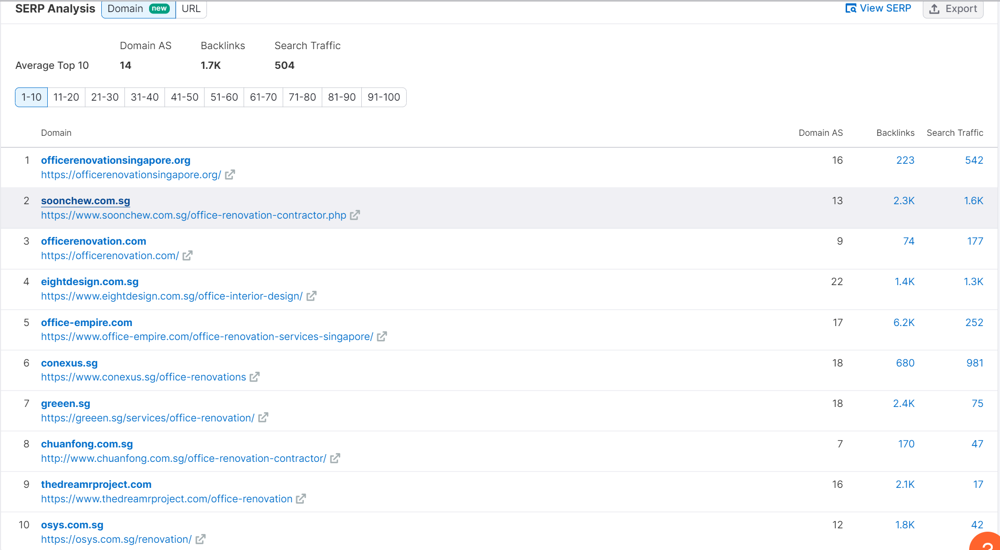 SERP Analysis Domain new URL View SERP Export
Domain AS Backlinks Search Traffic
Average Top 10 14 1.7K 504
1-10 11-20 21-30 31-40 41-50 51-60 61-70 71-80 81-90 91-100
Domain Domain AS Backlinks Search Traffic
1 officerenovationsingapore.org 16 223 542
https://officerenovationsingapore.org/
2 soonchew.com.sg 13 2.3K 1.6K
https://www.soonchew.com.sg/office-renovation-contractor.php
3 officerenovation.com 9 74 177
https://officerenovation.com/
4 eightdesign.com.sg 22 1.4K 1.3K
https://www.eightdesign.com.sg/office-interior-design/
5 office-empire.com 17 6.2K 252
https://www.office-empire.com/office-renovation-services-singapore/
6 conexus.sg 18 680 981
https://www.conexus.sg/office-renovations
7 greeen.sg 18 2.4K 75
https://greeen.sg/services/office-renovation/
8 chuanfong.com.sg 7 170 47
http://www.chuanfong.com.sg/office-renovation-contractor/
9 thedreamrproject.com 16 2.1K 17
https://www.thedreamrproject.com/office-renovation
10 osys.com.sg 12 1.8K 42
https://osys.com.sg/renovation/